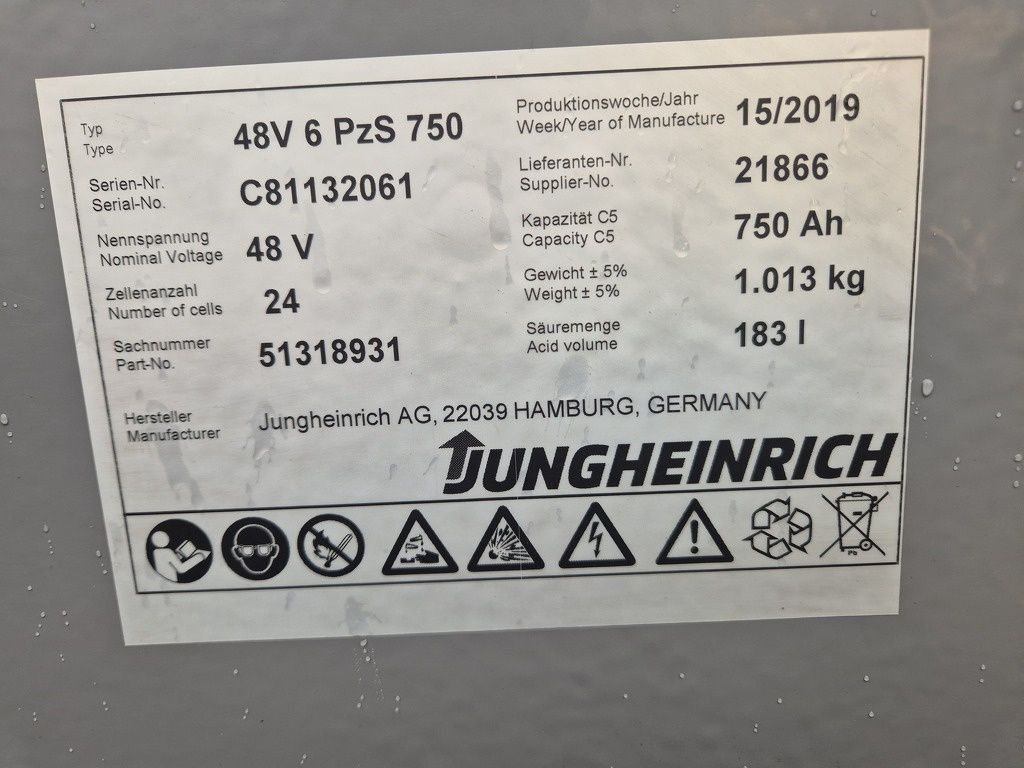 Typ
Type
48V 6 PzS 750
Serien-Nr.
Serial-No.
C81132061
Nennspannung
Nominal Voltage
48 V
Zellenanzahl
Number of cells
24
Sachnummer
Part-No.
51318931
Produktionswoche/Jahr
Week/Year of Manufacture
15/2019
Lieferanten-Nr.
Supplier-No.
21866
Kapazität C5
Capacity C5
750 Ah
Gewicht ± 5%
Weight ± 5%
1.013 kg
Säuremenge
Acid volume
183 l
Hersteller
Manufacturer
Jungheinrich AG, 22039 HAMBURG, GERMANY
JUNGHEINRICH
Pb